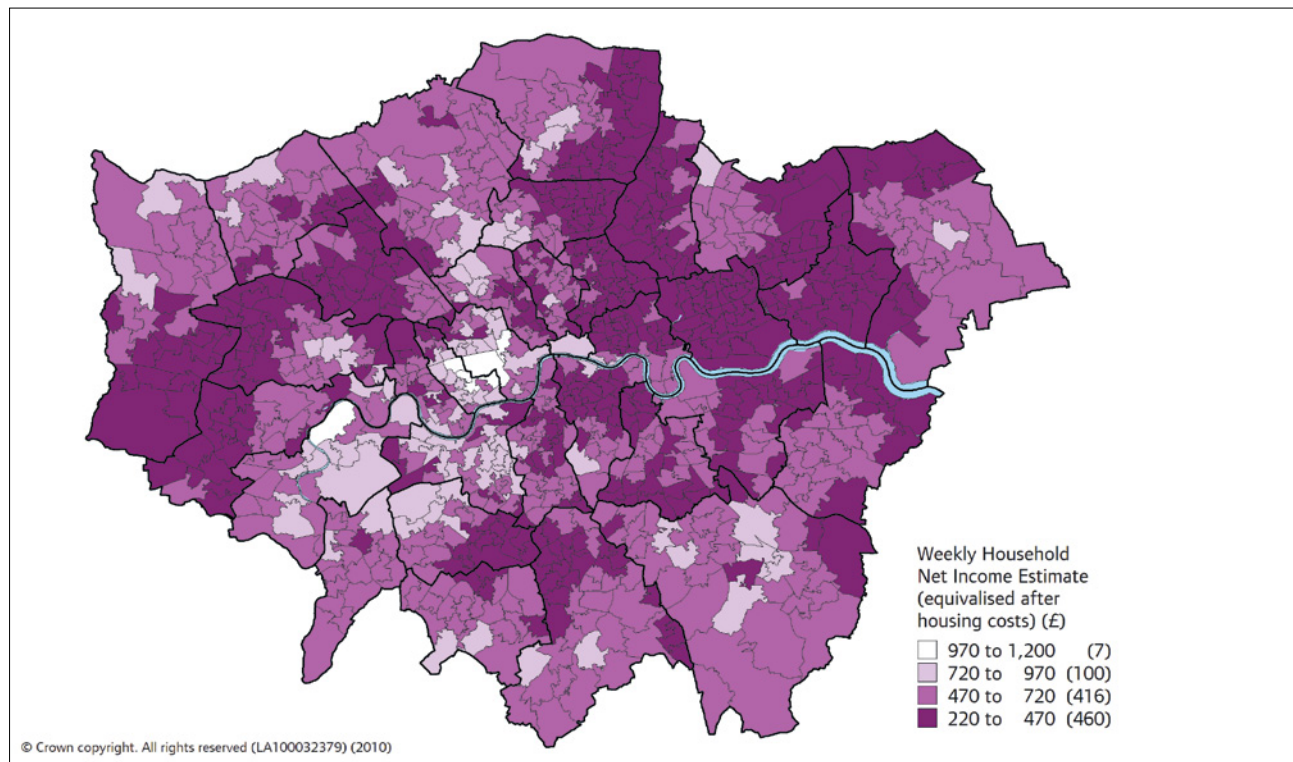 Weekly Household
Net Income Estimate
(equivalised after
housing costs) (£)
970 to 1,200 (7)
720 to 970 (100)
470 to 720 (416)
220 to 470 (460)
© Crown copyright. All rights reserved (LA100032379) (2010)